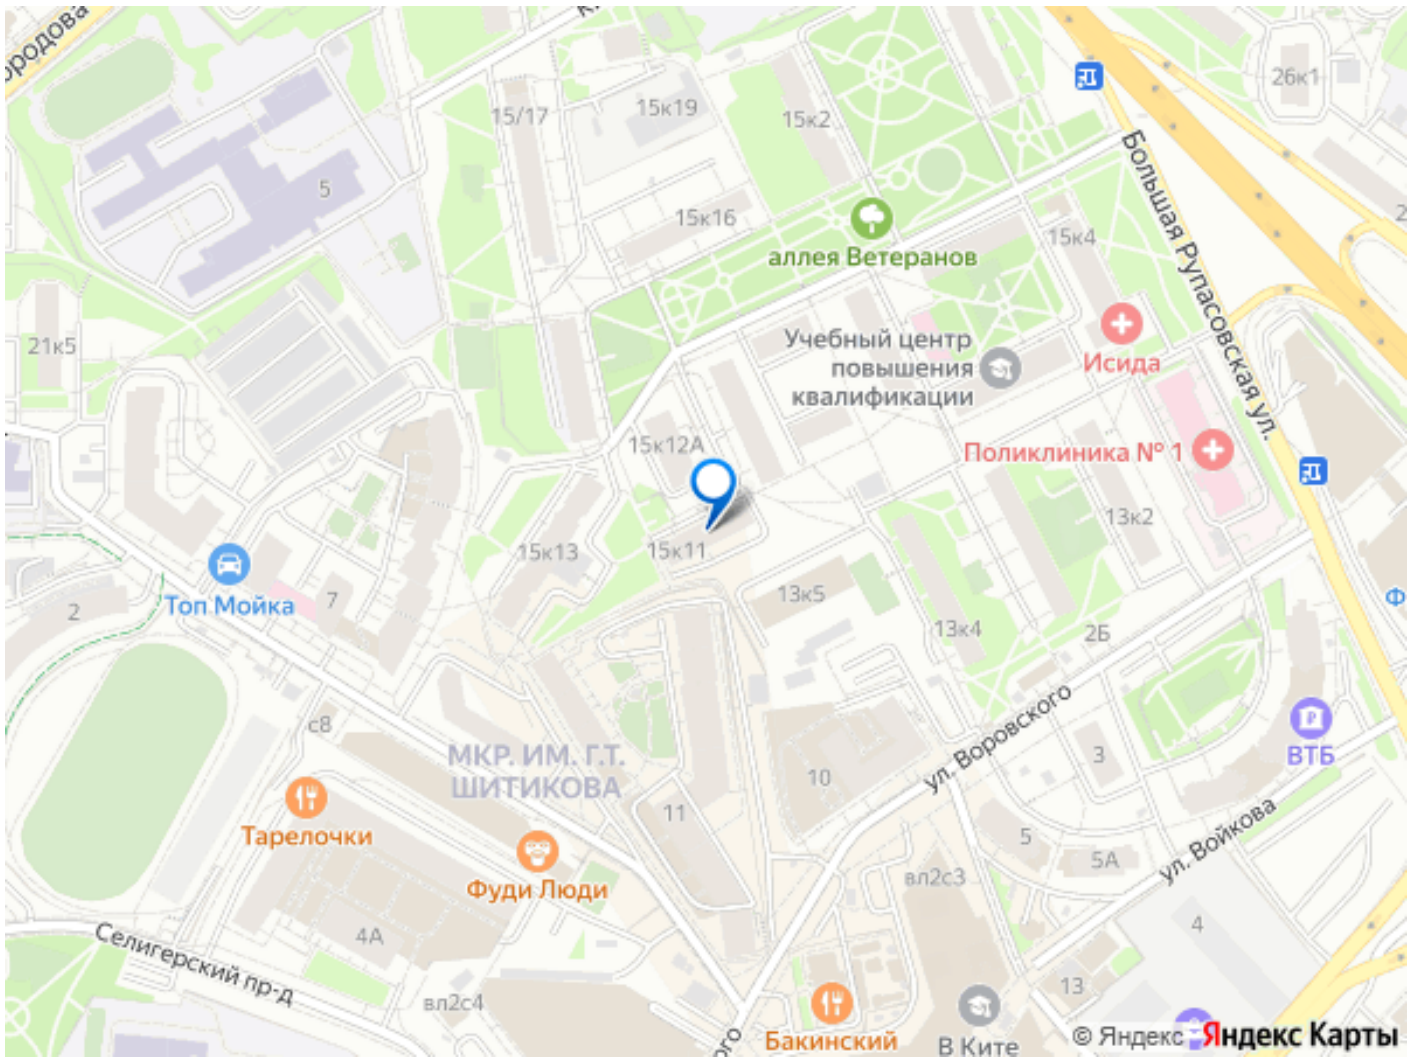 15/17
15к19
15к2
26к1
Большая Рупасовская ул.
5
15к16
аллея Ветеранов
15к4
21к5
Учебный центр
повышения
квалификации
Исида
15к12А
Поликлиника № 1
15к11
15к13
13к2
Топ Мойка
7
2
13к5
13к4
2Б
ул. Воровского
с8
МКР. ИМ. Г.Т.
ШИТИКОВА
10
3
ВТБ
Тарелочки
11
5
5А
ул. Войкова
Фуди Люди
вл2с3
4А
4
Селигерский пр-д
вл2с4
13
Бакинский
В Ките
© Яндекс
Яндекс Карты